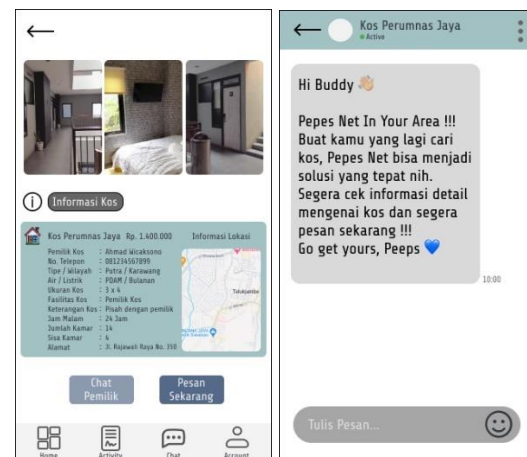 Informasi Kos
Kos Perumnas Jaya Rp. 1.400.000 Informasi Lokasi
Pemilik Kos : Ahmad Wicaksono
No. Telepon : 081234567899
Tipe / Wilayah : Putra / Karawang
Air / Listrik : PDAM / Bulanan
Ukuran Kos : 3 x 4
Fasilitas Kos : Pemilik Kos
Keterangan Kos : Pisah dengan pemilik
Jam Malam : 24 Jam
Jumlah Kamar : 14
Sisa Kamar : 4
Alamat : Jl. Rajawali Raya No. 350
Telukjambe
Chat
Pemilik
Pesan
Sekarang
Home Activity Chat Account
Kos Perumnas Jaya
Active
Hi Buddy 👋🏼
Pepes Net In Your Area !!!
Buat kamu yang lagi cari
kos, Pepes Net bisa menjadi
solusi yang tepat nih.
Segera cek informasi detail
mengenai kos dan segera
pesan sekarang !!!
Go get yours, Peeps 💙
10:00
Tulis Pesan...